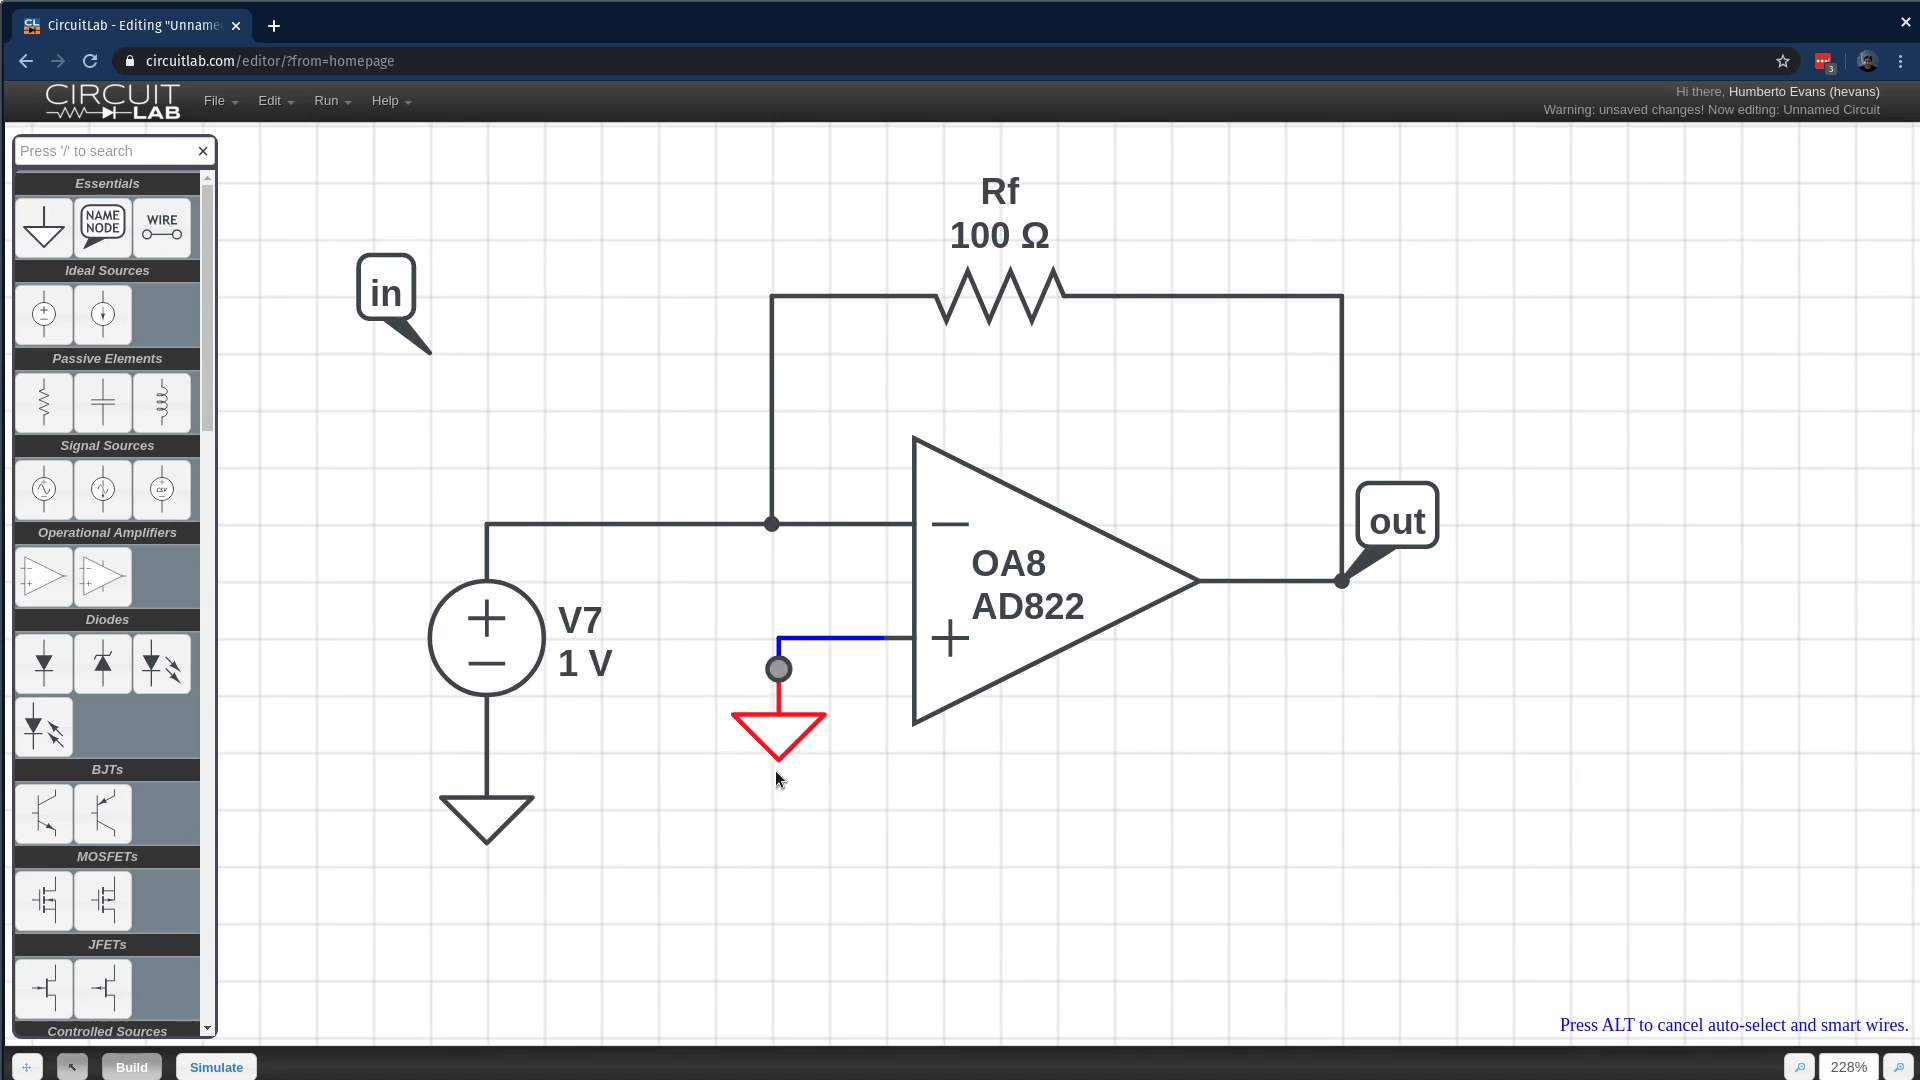 CL CircuitLab - Editing "Unname
circuitlab.com/editor/?from=homepage
3
CIRCUIT
LAB
File Edit Run Help
Hi there, Humberto Evans (hevans)
Warning: unsaved changes! Now editing: Unnamed Circuit
Press '/' to search
Essentials
NAME
NODE
WIRE
Ideal Sources
Passive Elements
Signal Sources
CSV
Operational Amplifiers
Diodes
BJTs
MOSFETs
JFETs
Controlled Sources
in
Rf
100 Ω
out
OA8
AD822
V7
1 V
Press ALT to cancel auto-select and smart wires.
Build Simulate
228%